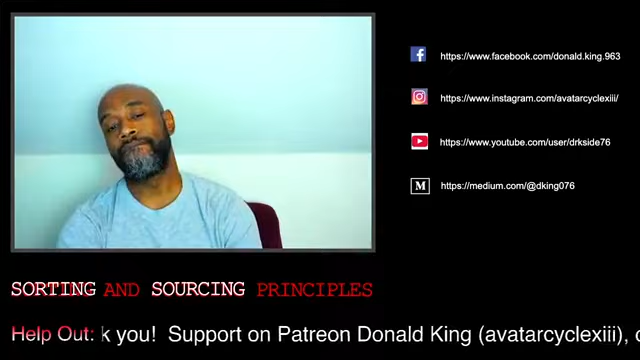 https://www.facebook.com/donald.king.963
https://www.instagram.com/avatarcyclexiii/
https://www.youtube.com/user/drkside76
M https://medium.com/@dking076
SORTING AND SOURCING PRINCIPLES
Help Out: k you! Support on Patreon Donald King (avatarcyclexiii),